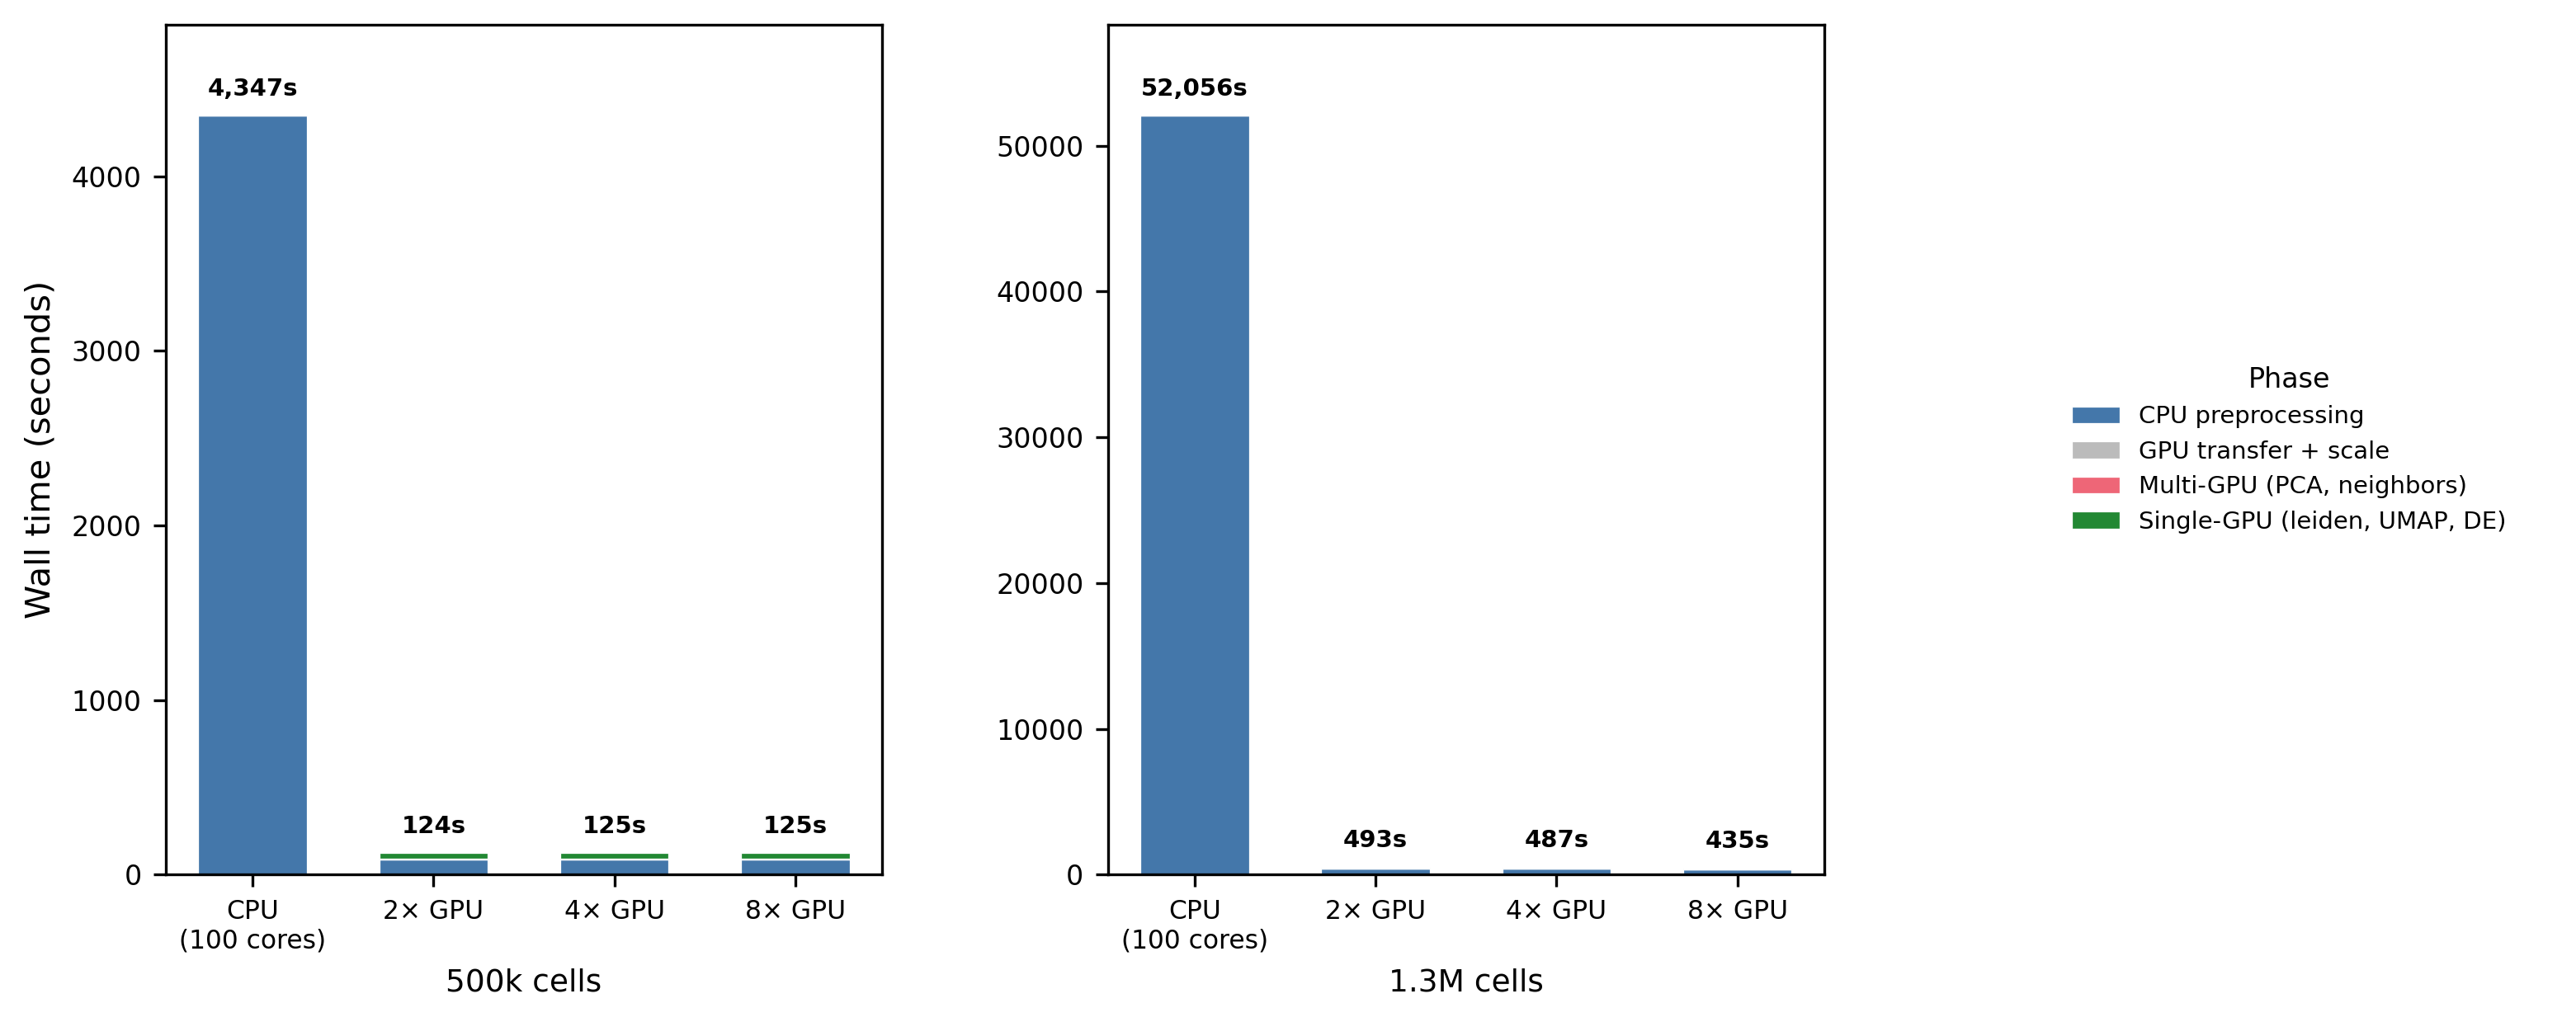 Wall time (seconds)
4000
3000
2000
1000
0
4,347s
124s
125s
125s
CPU
(100 cores)
2× GPU
4× GPU
8× GPU
500k cells
50000
40000
30000
20000
10000
0
52,056s
493s
487s
435s
CPU
(100 cores)
2× GPU
4× GPU
8× GPU
1.3M cells
Phase
CPU preprocessing
GPU transfer + scale
Multi-GPU (PCA, neighbors)
Single-GPU (leiden, UMAP, DE)